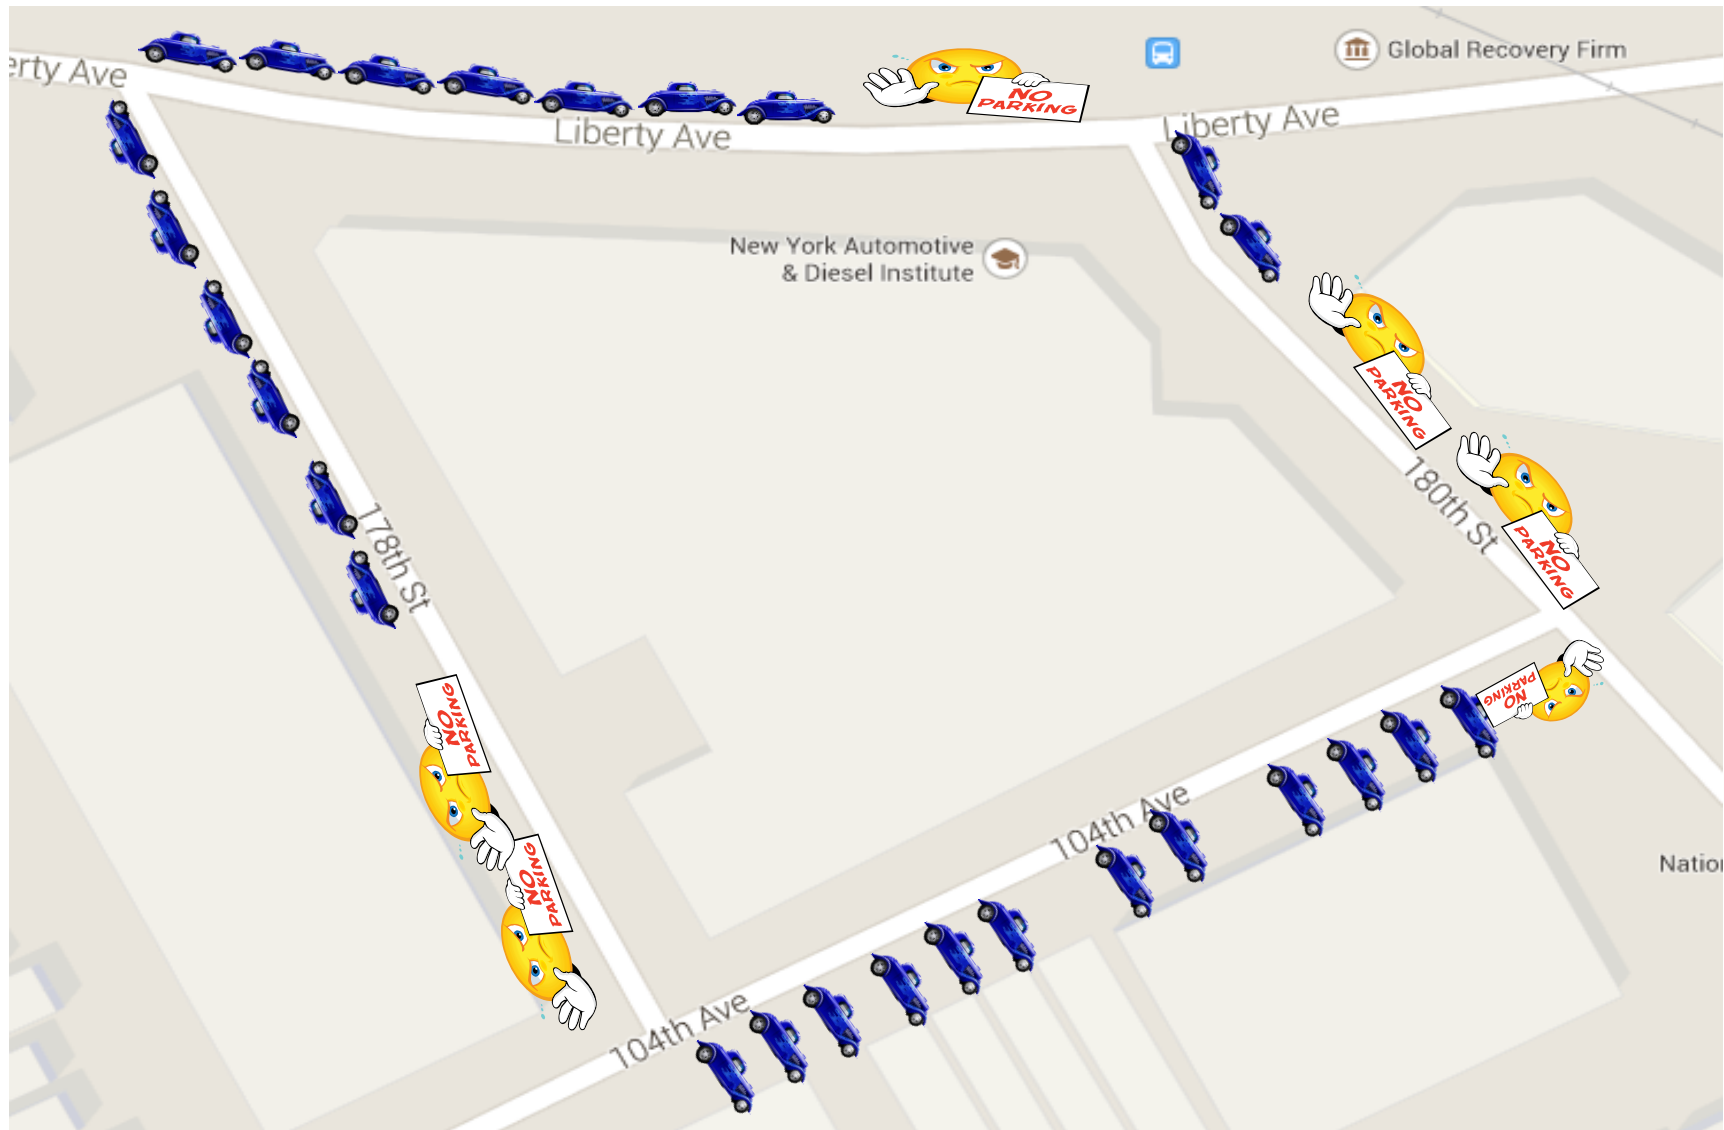 erty Ave
Global Recovery Firm
NO
PARKING
Liberty Ave
Liberty Ave
New York Automotive
& Diesel Institute
NO
PARKING
180th St
NO
PARKING
178th St
NO
PARKING
NO
PARKING
104th Ave
NO
PARKING
Nation
104th Ave